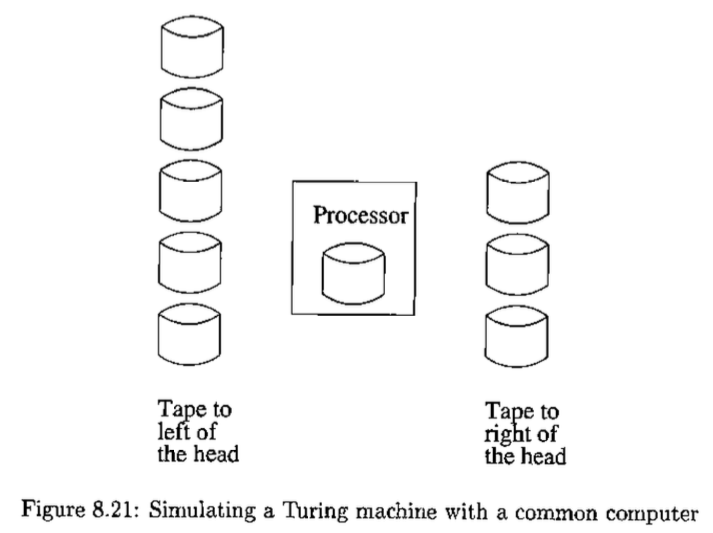 Processor
Tape to
left of
the head
Tape to
right of
the head
Figure 8.21: Simulating a Turing machine with a common computer